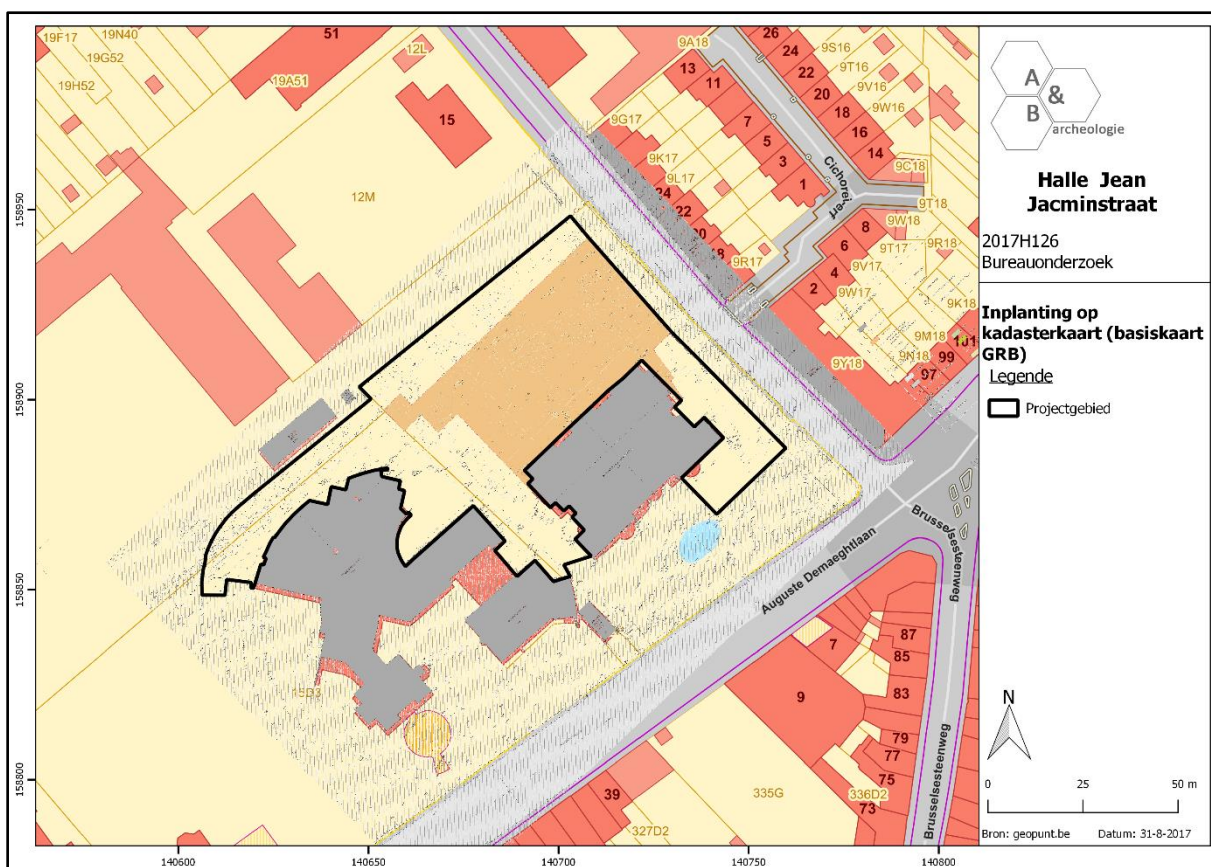 19F17
19N40
19G52
19H52
51
12L
19A51
15
12M
9A18
13
11
7
5
3
1
26
24
22
20
18
16
14
9S16
9T16
9V16
9W16
9C18
9T18
9G17
9K17
9L17
24
22
20
18
9R17
Cichorei-erf
8
6
4
2
9W18
9T17
9R18
9V17
9W17
9K18
9M18
9N18
9Y18
101
99
97
Auguste Demaeghtlaan
Brusselsesteenweg
Brusselsesteenweg
7
9
87
85
83
79
77
75
73
336D2
335G
327D2
39
158950
158900
158850
158800
140600
140650
140700
140750
140800
A
&
B
archeologie
Halle Jean
Jacminstraat
2017H126
Bureauonderzoek
Inplanting op
kadasterkaart (basiskaart
GRB)
Legende
Projectgebied
N
0 25 50 m
Bron: geopunt.be Datum: 31-8-2017